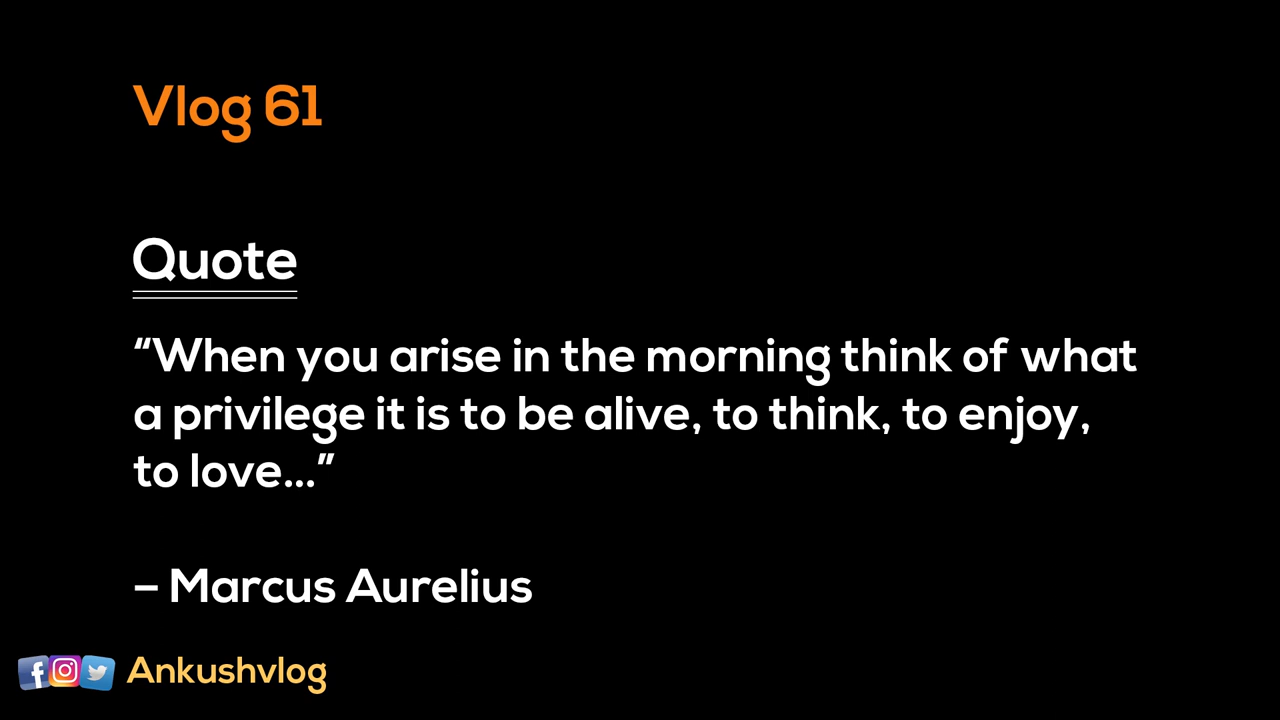 Vlog 61
Quote
“When you arise in the morning think of what
a privilege it is to be alive, to think, to enjoy,
to love...”
– Marcus Aurelius
Ankushvlog